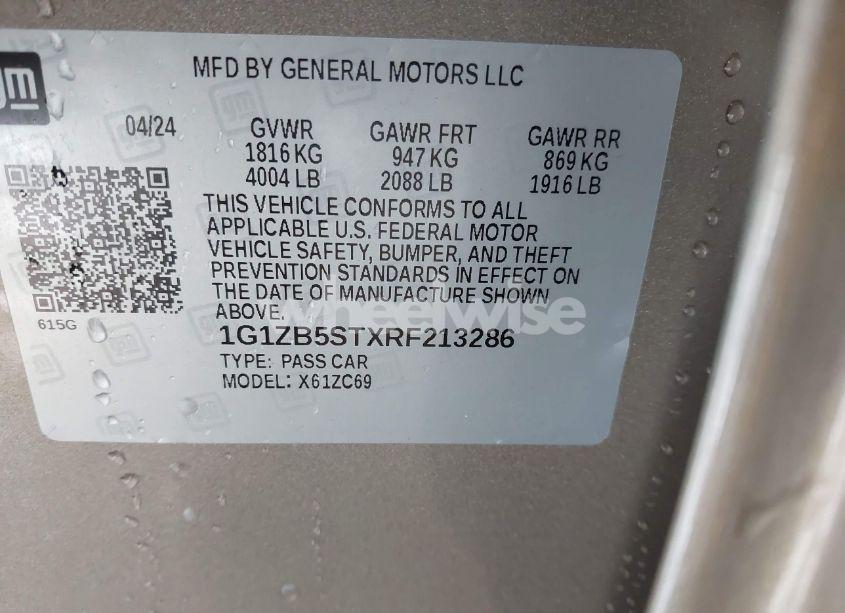 gm
MFD BY GENERAL MOTORS LLC
04/24
GVWR GAWR FRT GAWR RR
1816 KG 947 KG 869 KG
4004 LB 2088 LB 1916 LB
THIS VEHICLE CONFORMS TO ALL
APPLICABLE U.S. FEDERAL MOTOR
VEHICLE SAFETY, BUMPER, AND THEFT
PREVENTION STANDARDS IN EFFECT ON
THE DATE OF MANUFACTURE SHOWN
ABOVE.
wheelwise
615G
1G1ZB5STXRF213286
TYPE: PASS CAR
MODEL: X61ZC69